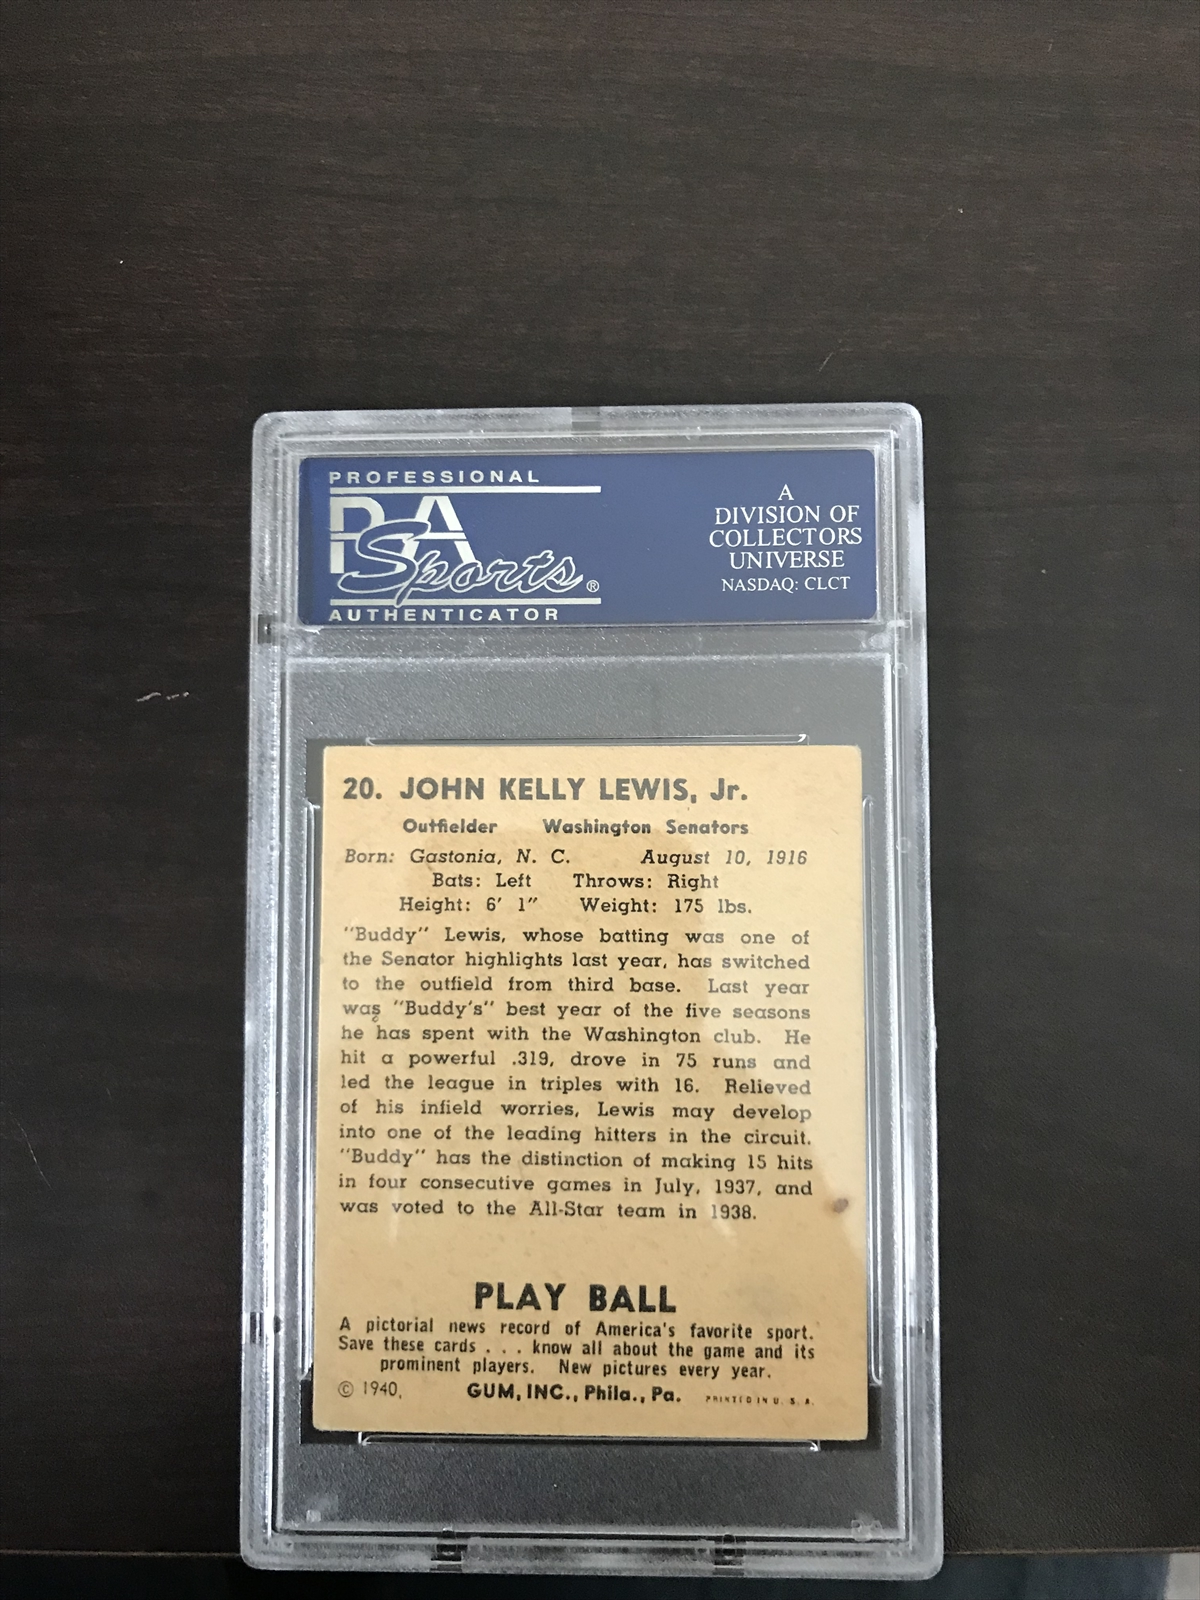 PROFESSIONAL
PSA
Sports®
AUTHENTICATOR
A
DIVISION OF
COLLECTORS
UNIVERSE
NASDAQ: CLCT
20. JOHN KELLY LEWIS, Jr.
Outfielder Washington Senators
Born: Gastonia, N. C. August 10, 1916
Bats: Left Throws: Right
Height: 6' 1" Weight: 175 lbs.
"Buddy" Lewis, whose batting was one of
the Senator highlights last year, has switched
to the outfield from third base. Last year
was "Buddy's" best year of the five seasons
he has spent with the Washington club. He
hit a powerful .319, drove in 75 runs and
led the league in triples with 16. Relieved
of his infield worries, Lewis may develop
into one of the leading hitters in the circuit.
"Buddy" has the distinction of making 15 hits
in four consecutive games in July, 1937, and
was voted to the All-Star team in 1938.
PLAY BALL
A pictorial news record of America's favorite sport.
Save these cards . . . know all about the game and its
prominent players. New pictures every year.
© 1940, GUM, INC., Phila., Pa. PRINTED IN U. S. A.